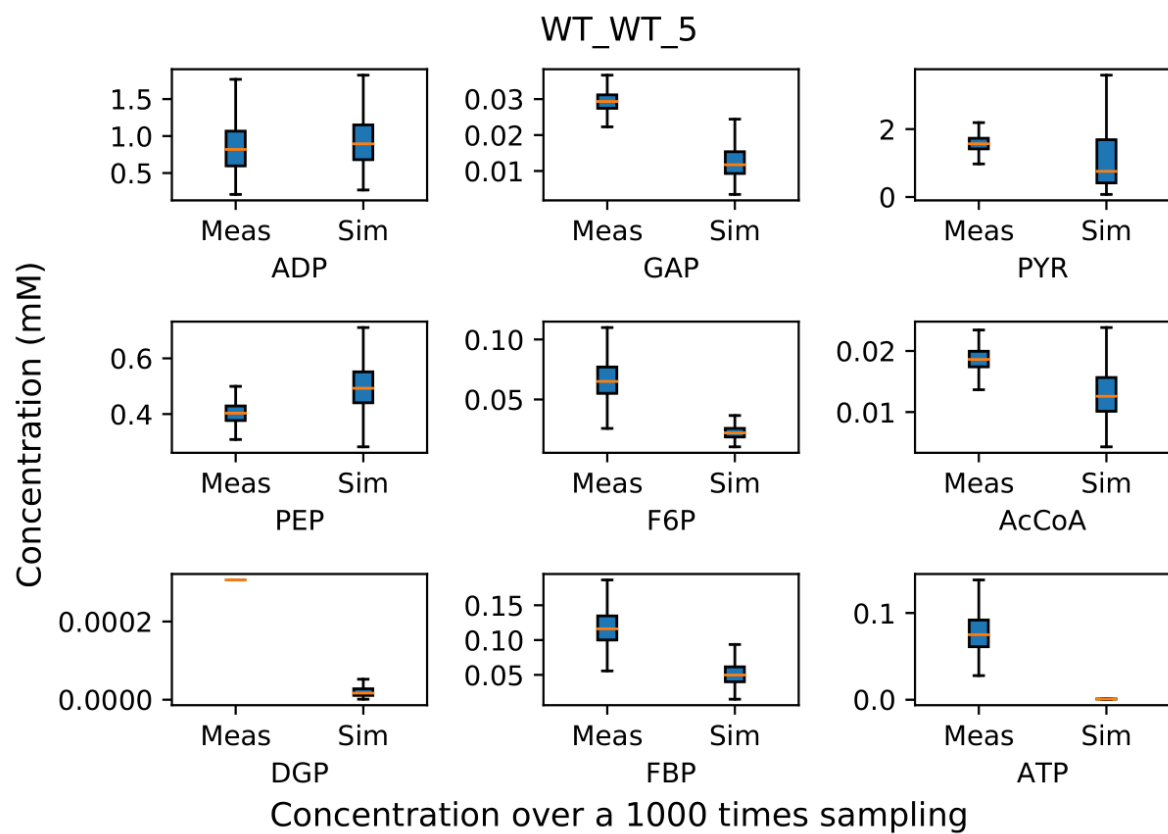 WT_WT_5
1.5
1.0
0.5
Meas Sim
ADP
0.03
0.02
0.01
Meas Sim
GAP
2
0
Meas Sim
PYR
Concentration (mM)
0.6
0.4
Meas Sim
PEP
0.10
0.05
Meas Sim
F6P
0.02
0.01
Meas Sim
AcCoA
0.0002
0.0000
Meas Sim
DGP
0.15
0.10
0.05
Meas Sim
FBP
0.1
0.0
Meas Sim
ATP
Concentration over a 1000 times sampling